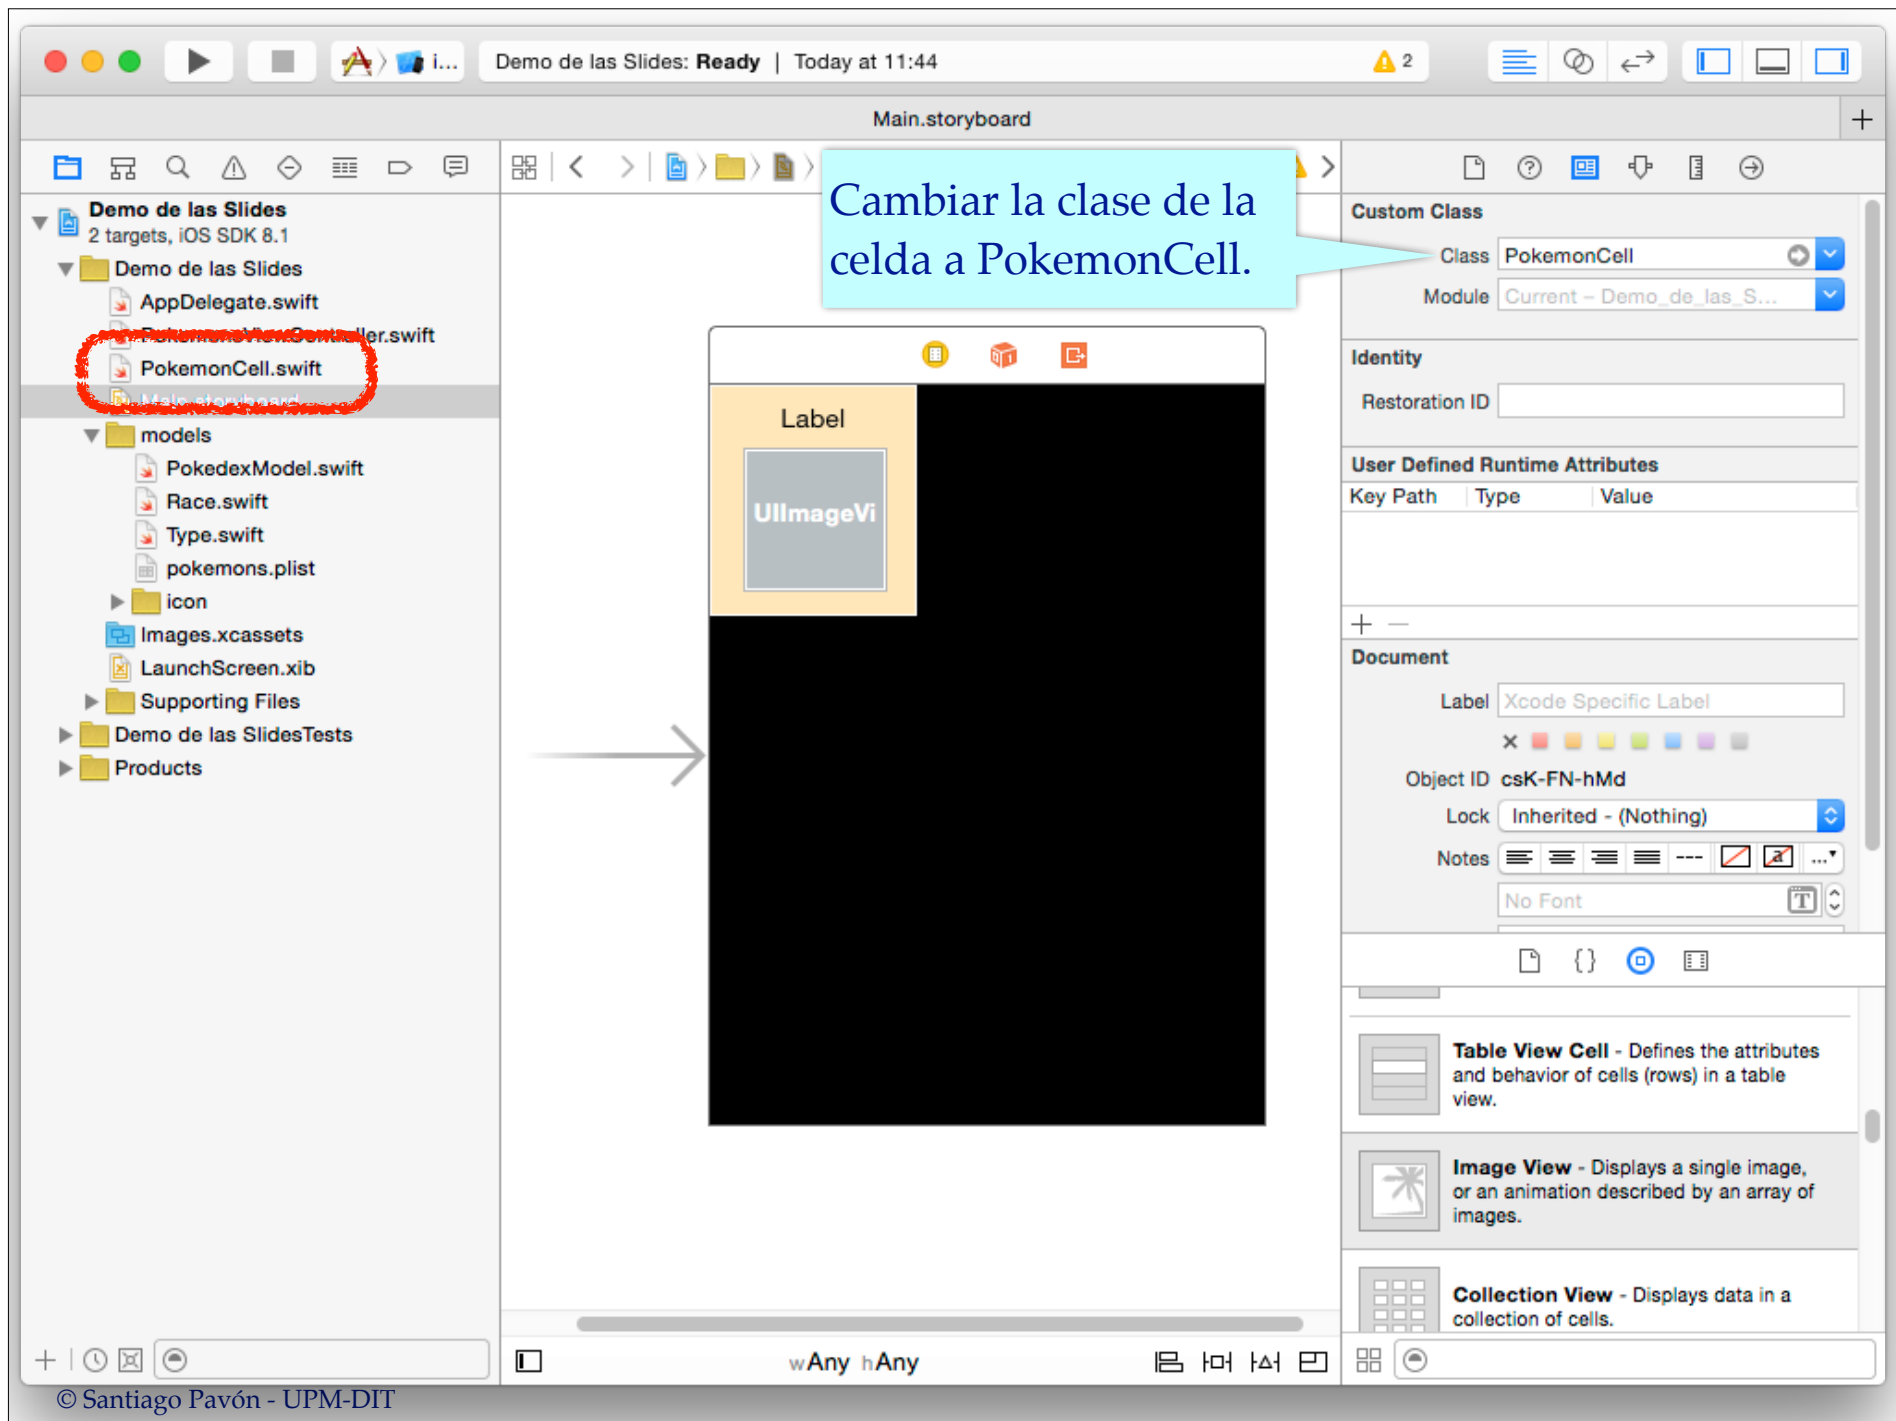 i...
Demo de las Slides: Ready | Today at 11:44
2
Main.storyboard
Demo de las Slides
2 targets, iOS SDK 8.1
Demo de las Slides
AppDelegate.swift
PokemonsViewController.swift
PokemonCell.swift
Main.storyboard
models
PokedexModel.swift
Race.swift
Type.swift
pokemons.plist
icon
Images.xcassets
LaunchScreen.xib
Supporting Files
Demo de las SlidesTests
Products
Cambiar la clase de la
celda a PokemonCell.
Label
UIImageVi
wAny hAny
Custom Class
Class PokemonCell
Module Current – Demo_de_las_S...
Identity
Restoration ID
User Defined Runtime Attributes
Key Path Type Value
Document
Label Xcode Specific Label
Object ID csK-FN-hMd
Lock Inherited - (Nothing)
Notes
No Font
Table View Cell - Defines the attributes
and behavior of cells (rows) in a table
view.
Image View - Displays a single image,
or an animation described by an array of
images.
Collection View - Displays data in a
collection of cells.
© Santiago Pavón - UPM-DIT